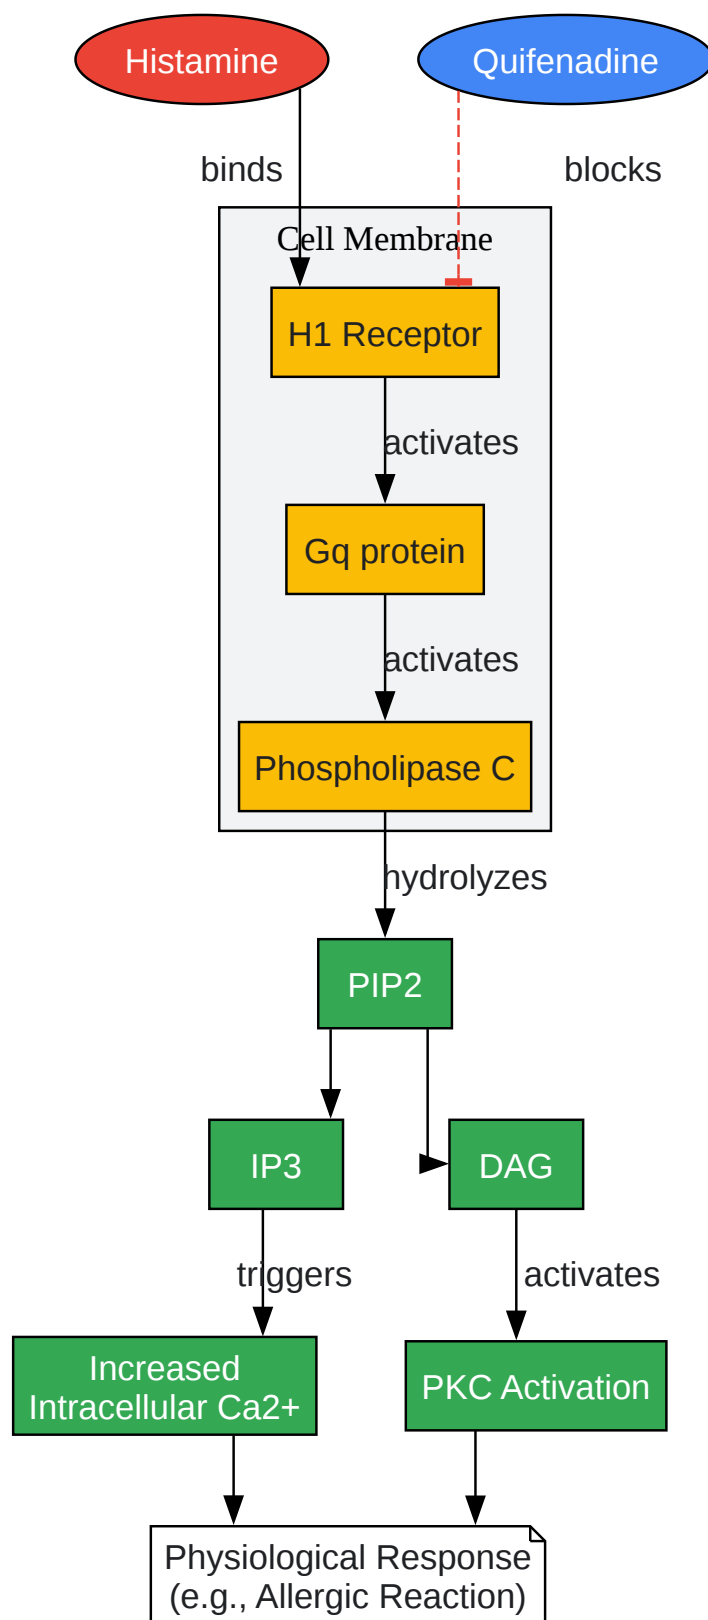 Histamine
Quifenadine
binds
blocks
Cell Membrane
H1 Receptor
activates
Gq protein
activates
Phospholipase C
hydrolyzes
PIP2
IP3
DAG
triggers
activates
Increased
Intracellular Ca2+
PKC Activation
Physiological Response
(e.g., Allergic Reaction)